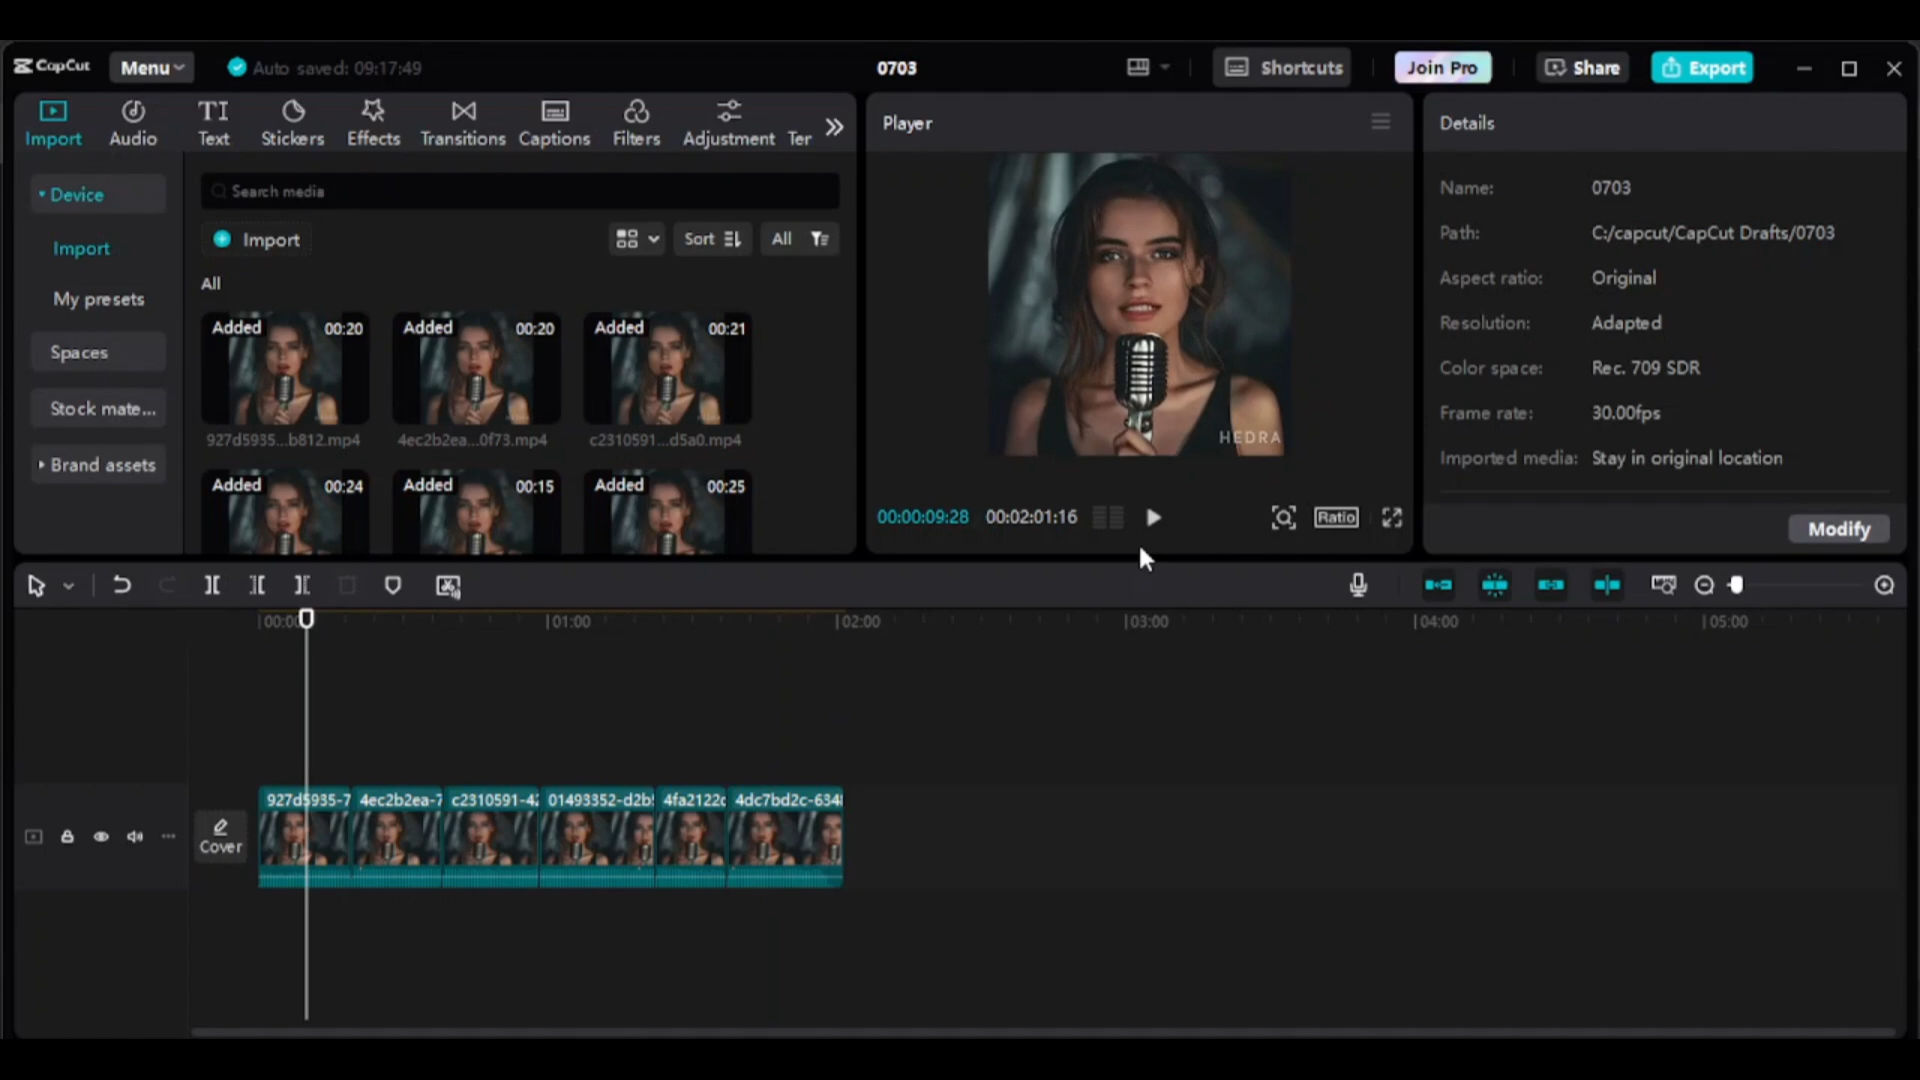 CapCut
Menu
Auto saved: 09:17:49
0703
Shortcuts
Join Pro
Share
Export
Import
Audio
TI
Text
Stickers
Effects
Transitions
Captions
Filters
Adjustment
Ter
Player
Details
Device
Import
My presets
Spaces
Stock mate...
Brand assets
Search media
Import
Sort
All
All
Added 00:20
Added 00:20
Added 00:21
927d5935...b812.mp4
4ec2b2ea...0f73.mp4
c2310591...d5a0.mp4
Added 00:24
Added 00:15
Added 00:25
HEDRA
00:00:09:28
00:02:01:16
Ratio
Name: 0703
Path: C:/capcut/CapCut Drafts/0703
Aspect ratio: Original
Resolution: Adapted
Color space: Rec. 709 SDR
Frame rate: 30.00fps
Imported media: Stay in original location
Modify
00:00
01:00
02:00
03:00
04:00
05:00
Cover
927d5935-7
4ec2b2ea-7
c2310591-42
01493352-d2b
4fa2122c
4dc7bd2c-634